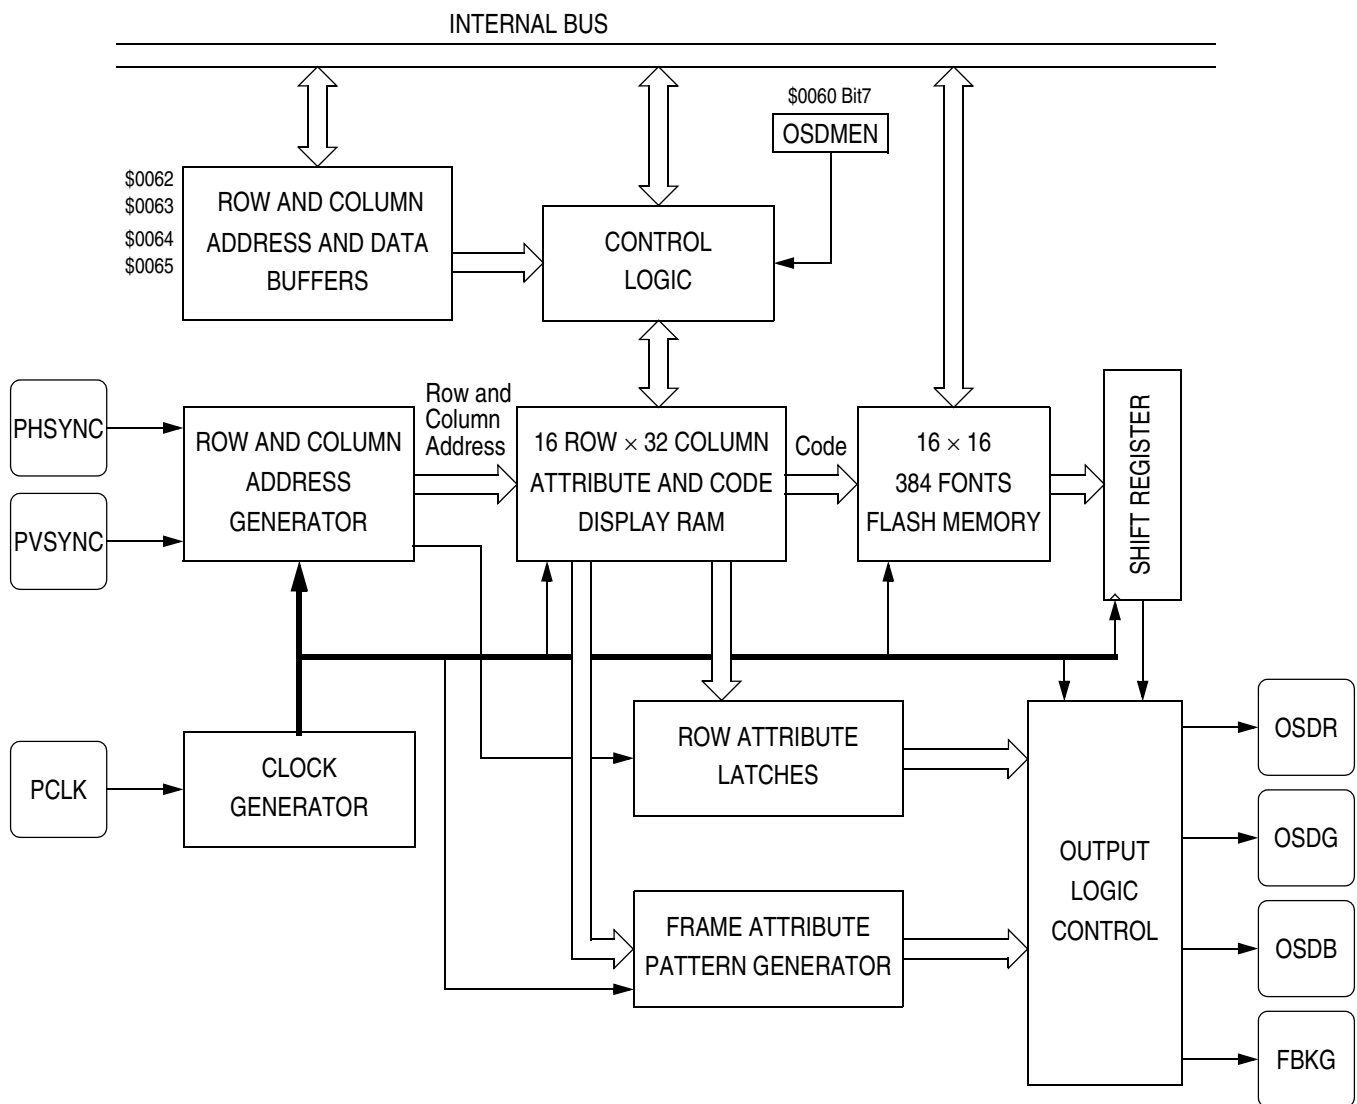 INTERNAL BUS
$0060 Bit7
OSDMEN
$0062
$0063
$0064
$0065
ROW AND COLUMN
ADDRESS AND DATA
BUFFERS
CONTROL
LOGIC
PHSYNC
PVSYNC
ROW AND COLUMN
ADDRESS
GENERATOR
Row and
Column
Address
16 ROW × 32 COLUMN
ATTRIBUTE AND CODE
DISPLAY RAM
Code
16 × 16
384 FONTS
FLASH MEMORY
SHIFT REGISTER
PCLK
CLOCK
GENERATOR
ROW ATTRIBUTE
LATCHES
FRAME ATTRIBUTE
PATTERN GENERATOR
OUTPUT
LOGIC
CONTROL
OSDR
OSDG
OSDB
FBKG